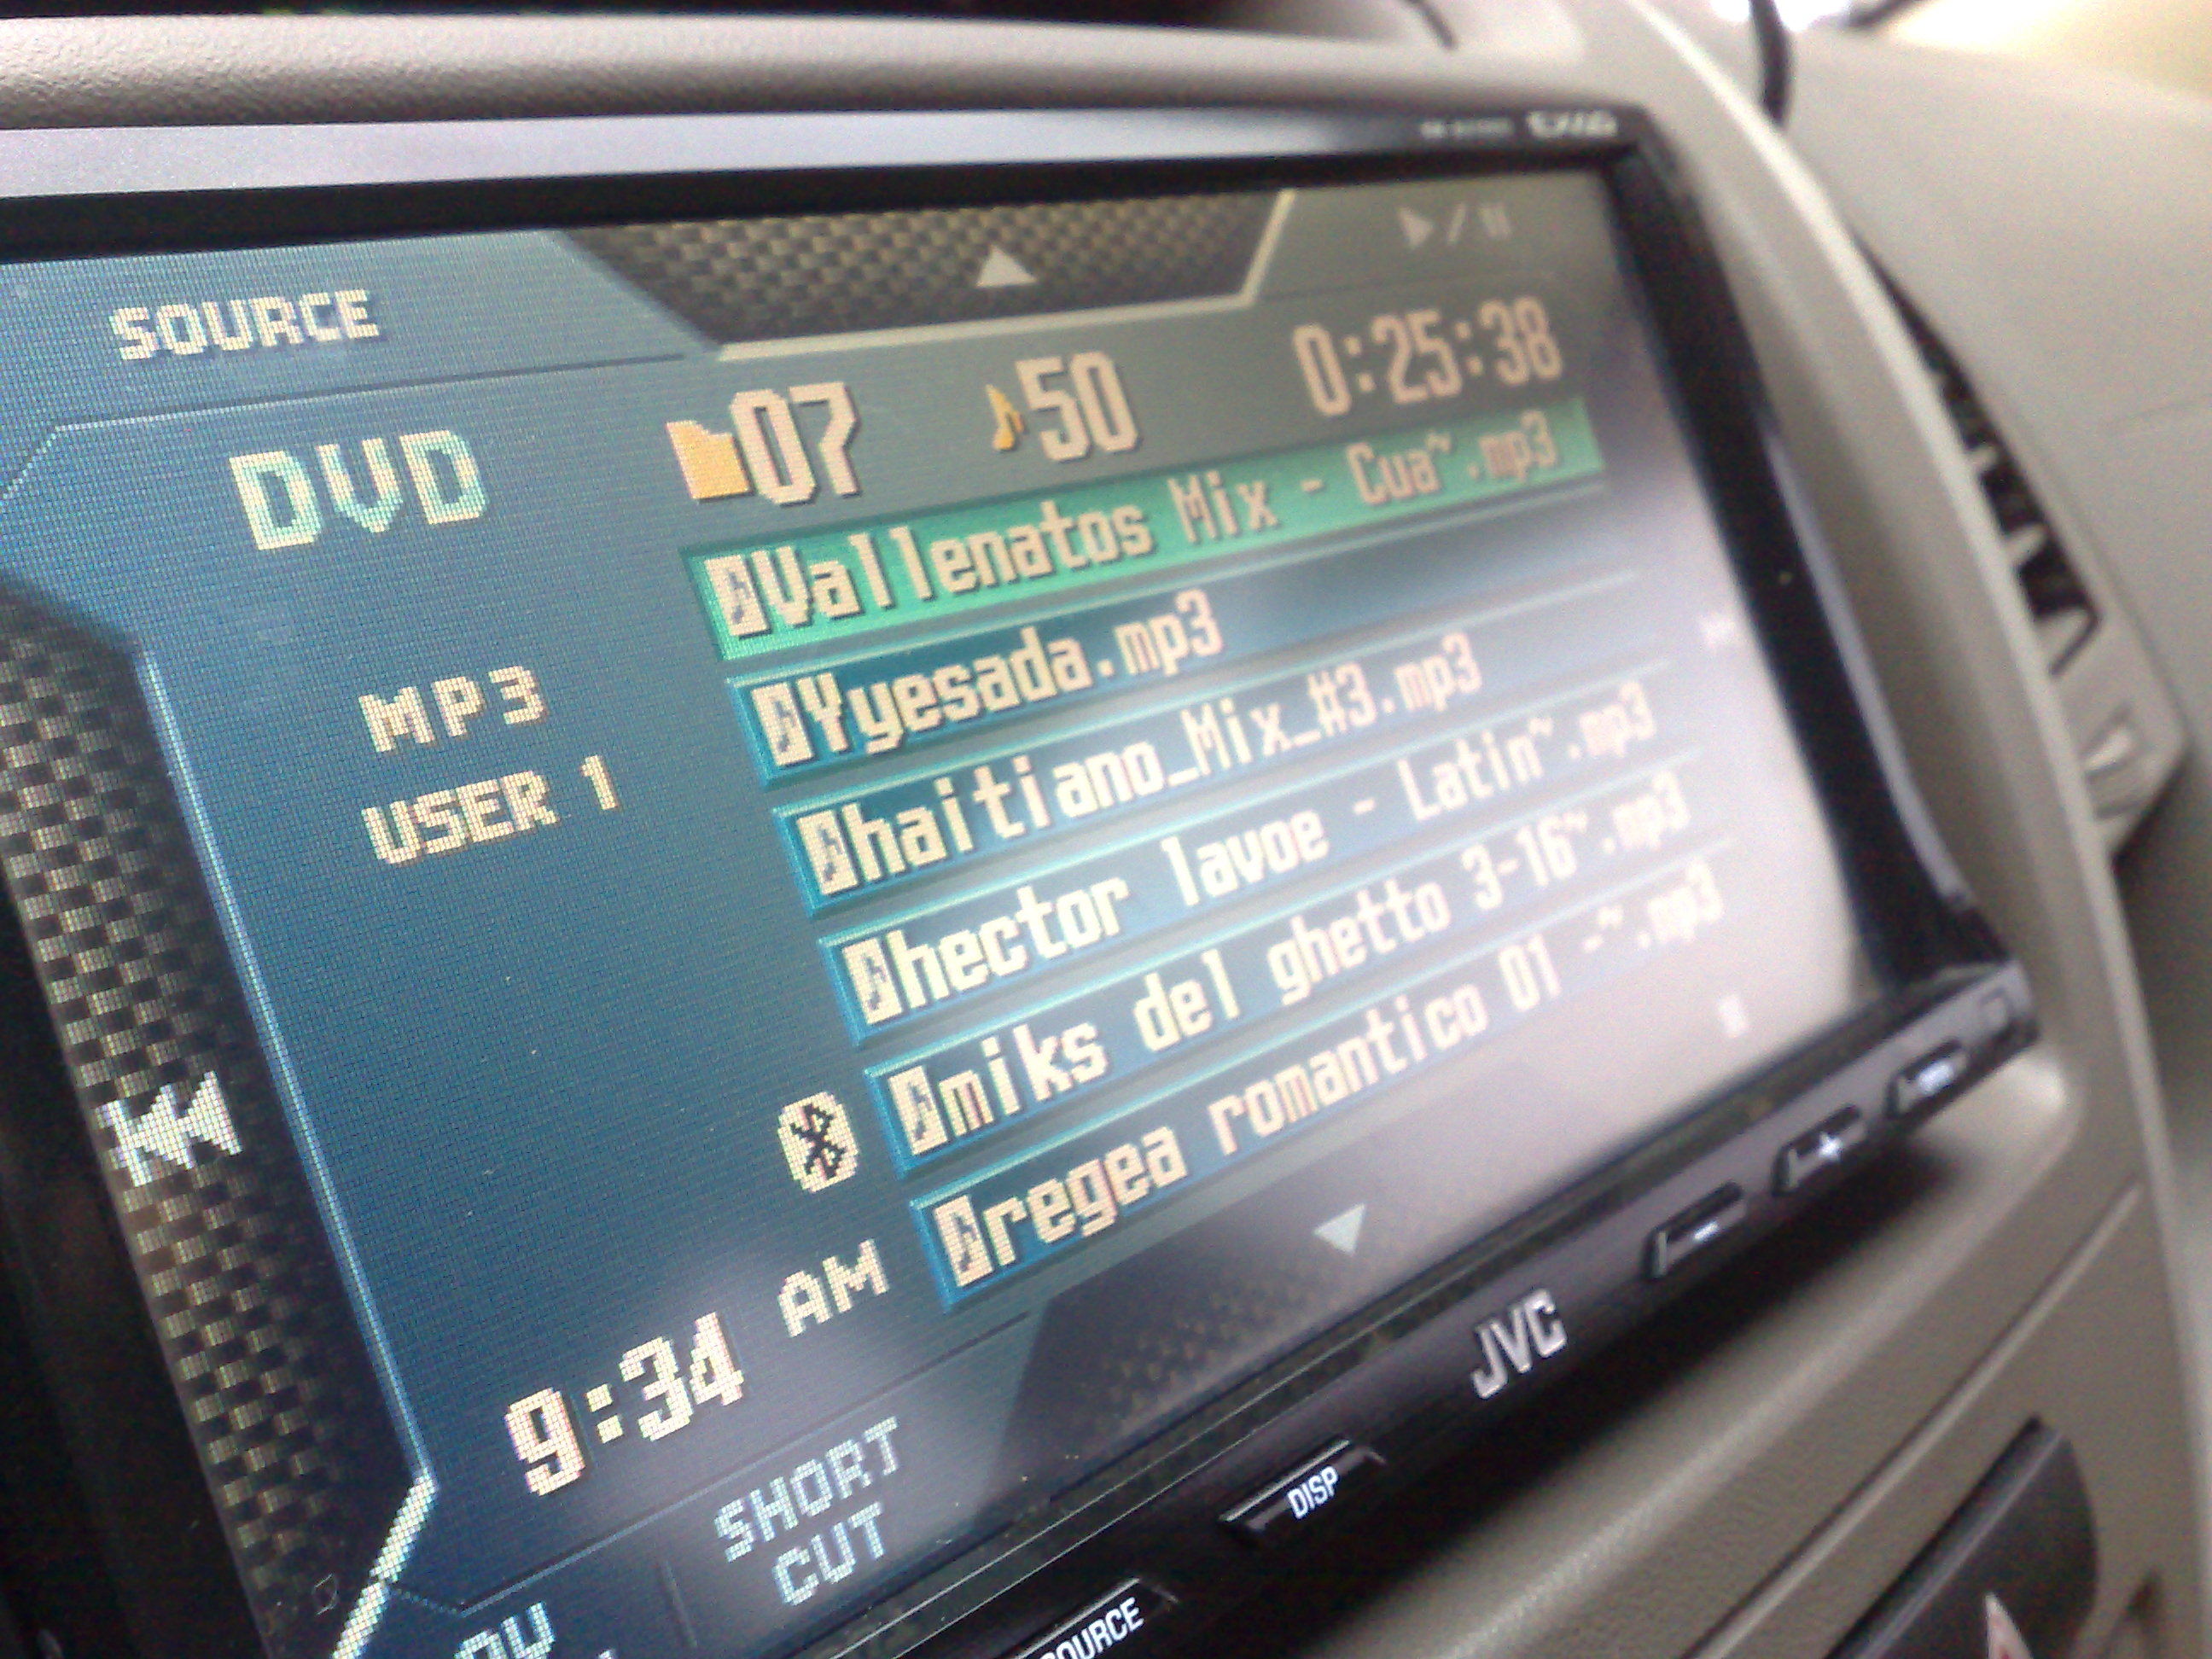 SOURCE
DVD
07
50
0:25:38
Vallenatos Mix - Cua~.mp3
Yyesada.mp3
haitiano_Mix_#3.mp3
hector lavoe - Latin~.mp3
miks del ghetto 3-16~.mp3
regea romantico 01 -~.mp3
MP3
USER 1
9:34 AM
SHORT
CUT
JVC
DISP
SOURCE